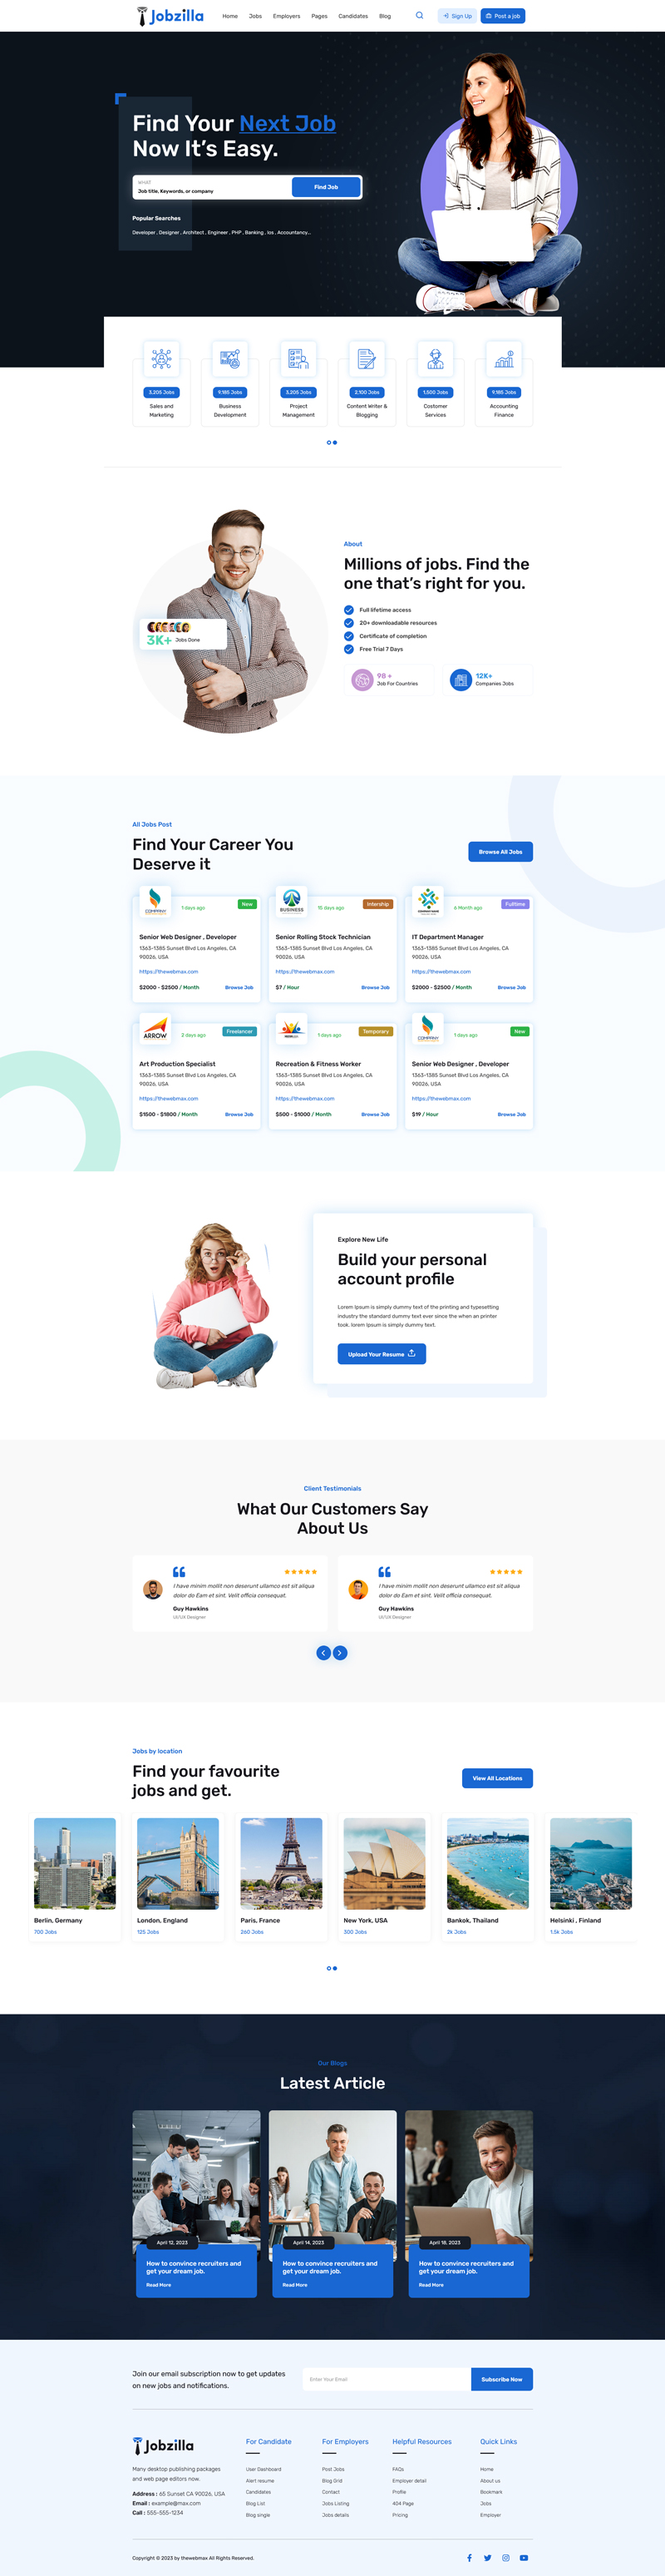 Jobzilla
Home Jobs Employers Pages Candidates Blog
Sign Up
Post a job
Find Your Next Job
Now It's Easy.
WHAT
Job title, Keywords, or company
Find Job
Popular Searches
Developer , Designer , Architect , Engineer , PHP , Banking , Ios , Accountancy...
3,205 Jobs
Sales and
Marketing
9,185 Jobs
Business
Development
3,205 Jobs
Project
Management
2,100 Jobs
Content Writer &
Blogging
1,500 Jobs
Costomer
Services
9,185 Jobs
Accounting
Finance
3K+ Jobs Done
About
Millions of jobs. Find the
one that's right for you.
Full lifetime access
20+ downloadable resources
Certificate of completion
Free Trial 7 Days
98 +
Job For Countries
12K+
Companies Jobs
All Jobs Post
Find Your Career You
Deserve it
Browse All Jobs
COMPANY
1 days ago
New
Senior Web Designer , Developer
1363-1385 Sunset Blvd Los Angeles, CA
90026, USA
https://thewebmax.com
$2000 - $2500 / Month
Browse Job
BUSINESS
15 days ago
Intership
Senior Rolling Stock Technician
1363-1385 Sunset Blvd Los Angeles, CA
90026, USA
https://thewebmax.com
$7 / Hour
Browse Job
6 Month ago
Fulltime
IT Department Manager
1363-1385 Sunset Blvd Los Angeles, CA
90026, USA
https://thewebmax.com
$2000 - $2500 / Month
Browse Job
ARROW
2 days ago
Freelancer
Art Production Specialist
1363-1385 Sunset Blvd Los Angeles, CA
90026, USA
https://thewebmax.com
$1500 - $1800 / Month
Browse Job
1 days ago
Temporary
Recreation & Fitness Worker
1363-1385 Sunset Blvd Los Angeles, CA
90026, USA
https://thewebmax.com
$500 - $1000 / Month
Browse Job
COMPANY
1 days ago
New
Senior Web Designer , Developer
1363-1385 Sunset Blvd Los Angeles, CA
90026, USA
https://thewebmax.com
$19 / Hour
Browse Job
Explore New Life
Build your personal
account profile
Lorem Ipsum is simply dummy text of the printing and typesetting
industry the standard dummy text ever since the when an printer
took. lorem Ipsum is simply dummy text.
Upload Your Resume
Client Testimonials
What Our Customers Say
About Us
I have minim mollit non deserunt ullamco est sit aliqua
dolor do Eam et sint. Velit officia consequat.
Guy Hawkins
UI/UX Designer
I have minim mollit non deserunt ullamco est sit aliqua
dolor do Eam et sint. Velit officia consequat.
Guy Hawkins
UI/UX Designer
Jobs by location
Find your favourite
jobs and get.
View All Locations
Berlin, Germany
700 Jobs
London, England
125 Jobs
Paris, France
260 Jobs
New York, USA
300 Jobs
Bankok, Thailand
2k Jobs
Helsinki , Finland
1.5k Jobs
Our Blogs
Latest Article
April 12, 2023
How to convince recruiters and
get your dream job.
Read More
April 14, 2023
How to convince recruiters and
get your dream job.
Read More
April 18, 2023
How to convince recruiters and
get your dream job.
Read More
Join our email subscription now to get updates
on new jobs and notifications.
Enter Your Email
Subscribe Now
Jobzilla
Many desktop publishing packages
and web page editors now.
Address : 65 Sunset CA 90026, USA
Email : example@max.com
Call : 555-555-1234
For Candidate
User Dashboard
Alert resume
Candidates
Blog List
Blog single
For Employers
Post Jobs
Blog Grid
Contact
Jobs Listing
Jobs details
Helpful Resources
FAQs
Employer detail
Profile
404 Page
Pricing
Quick Links
Home
About us
Bookmark
Jobs
Employer
Copyright © 2023 by thewebmax All Rights Reserved.